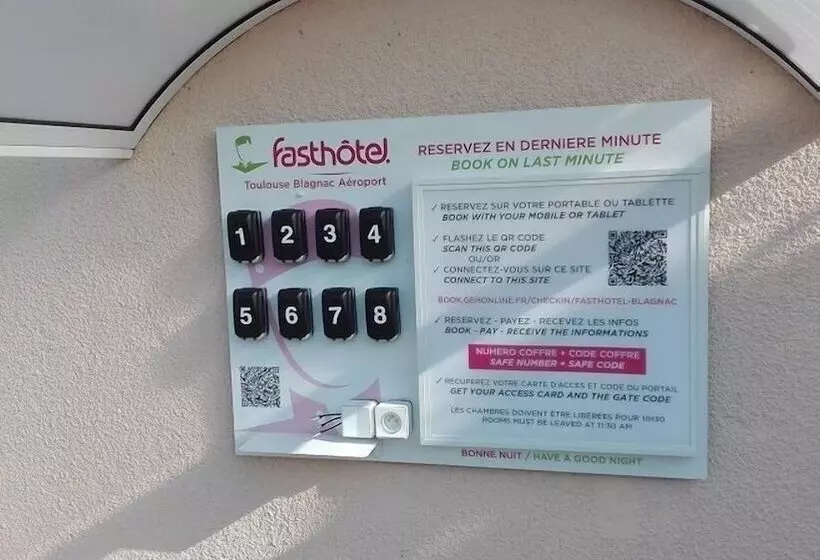 fasthôtel
Toulouse Blagnac Aéroport
1 2 3 4
5 6 7 8
RESERVEZ EN DERNIERE MINUTE
BOOK ON LAST MINUTE
✓ RESERVEZ SUR VOTRE PORTABLE OU TABLETTE
BOOK WITH YOUR MOBILE OR TABLET
✓ FLASHEZ LE QR CODE
SCAN THIS QR CODE
OU/OR
✓ CONNECTEZ-VOUS SUR CE SITE
CONNECT TO THIS SITE
BOOK.GEHONLINE.FR/CHECKIN/FASTHOTEL-BLAGNAC
✓ RESERVEZ - PAYEZ - RECEVEZ LES INFOS
BOOK - PAY - RECEIVE THE INFORMATIONS
NUMERO COFFRE + CODE COFFRE
SAFE NUMBER + SAFE CODE
✓ RECUPEREZ VOTRE CARTE D'ACCES ET CODE DU PORTAIL
GET YOUR ACCESS CARD AND THE GATE CODE
LES CHAMBRES DOIVENT ÊTRE LIBÉRÉES POUR 11H30
ROOMS MUST BE LEAVED AT 11:30 AM
BONNE NUIT / HAVE A GOOD NIGHT